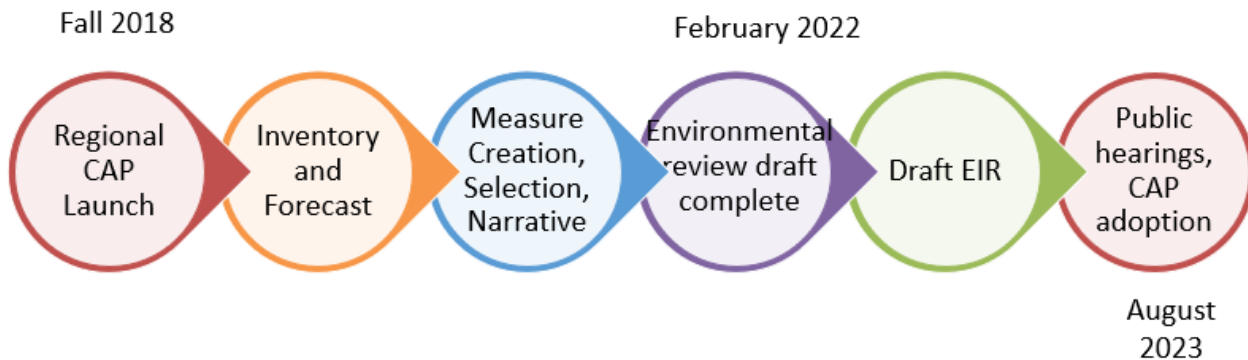 Fall 2018
February 2022
Regional
CAP
Launch
Inventory
and
Forecast
Measure
Creation,
Selection,
Narrative
Environmental
review draft
complete
Draft EIR
Public
hearings,
CAP
adoption
August
2023